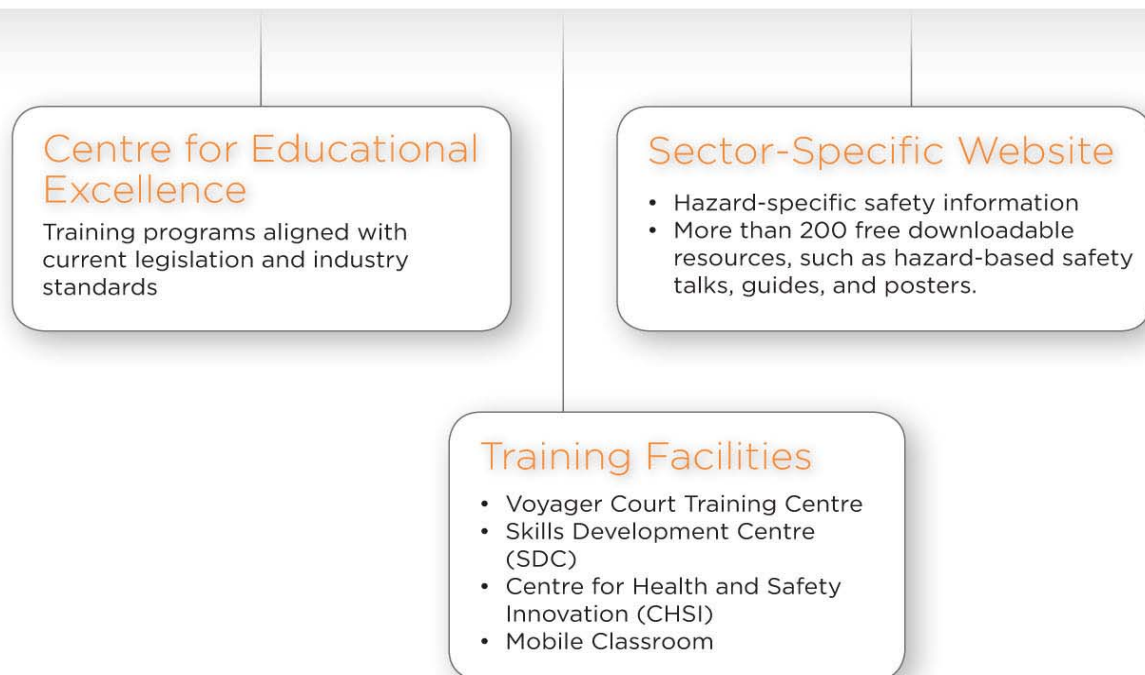 Centre for Educational
Excellence
Training programs aligned with
current legislation and industry
standards
Sector-Specific Website
• Hazard-specific safety information
• More than 200 free downloadable
resources, such as hazard-based safety
talks, guides, and posters.
Training Facilities
• Voyager Court Training Centre
• Skills Development Centre
(SDC)
• Centre for Health and Safety
Innovation (CHSI)
• Mobile Classroom